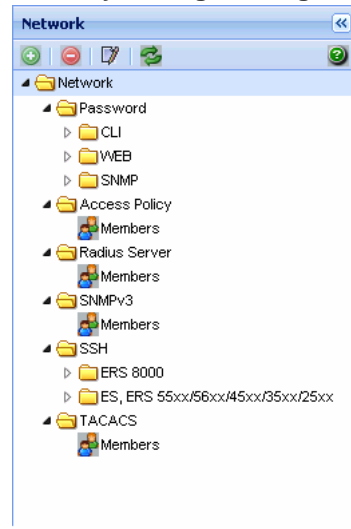 Network
Network
Password
CLI
WEB
SNMP
Access Policy
Members
Radius Server
Members
SNMPv3
Members
SSH
ERS 8000
ES, ERS 55xx/56xx/45xx/35xx/25xx
TACACS
Members